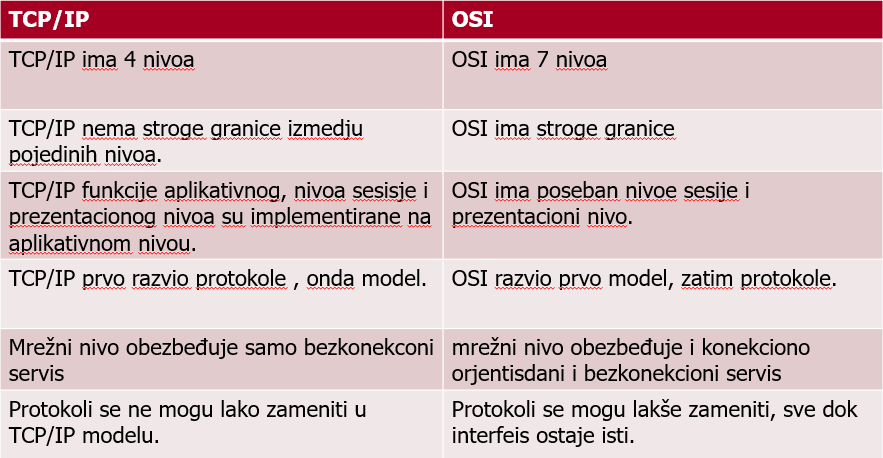 TCP/IP
OSI
TCP/IP ima 4 nivoa
OSI ima 7 nivoa
TCP/IP nema stroge granice izmedju
pojedinih nivoa.
OSI ima stroge granice
TCP/IP funkcije aplikativnog, nivoa sesisje i
prezentacionog nivoa su implementirane na
aplikativnom nivou.
OSI ima poseban nivoe sesije i
prezentacioni nivo.
TCP/IP prvo razvio protokole , onda model.
OSI razvio prvo model, zatim protokole.
Mrežni nivo obezbeđuje samo bezkonekconi
servis
mrežni nivo obezbeđuje i konekciono
orjentisdani i bezkonekcioni servis
Protokoli se ne mogu lako zameniti u
TCP/IP modelu.
Protokoli se mogu lakše zameniti, sve dok
interfeis ostaje isti.